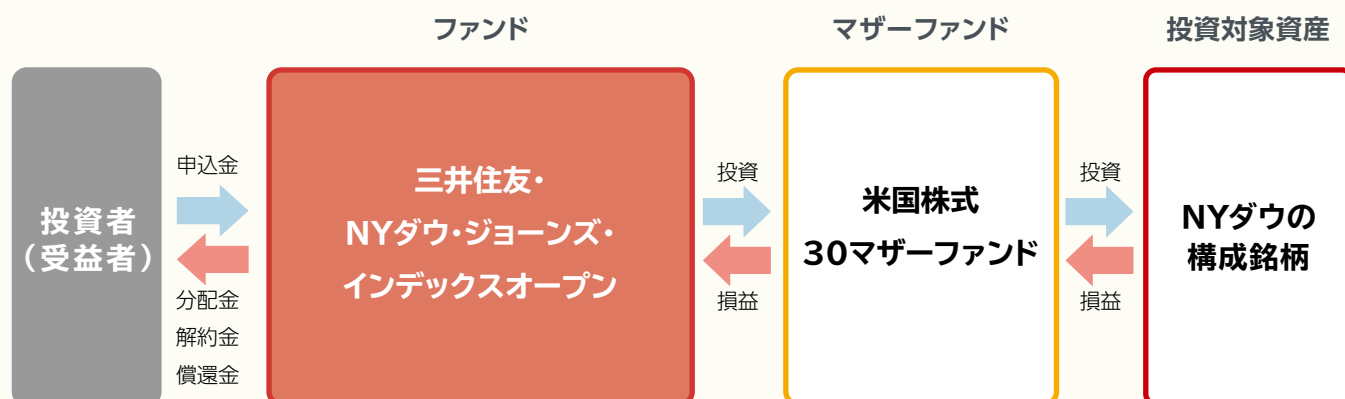 ファンド
マザーファンド
投資対象資産
投資者
（受益者）
申込金
分配金
解約金
償還金
三井住友・
NYダウ・ジョーンズ・
インデックスオープン
投資
損益
米国株式
30マザーファンド
投資
損益
NYダウの
構成銘柄